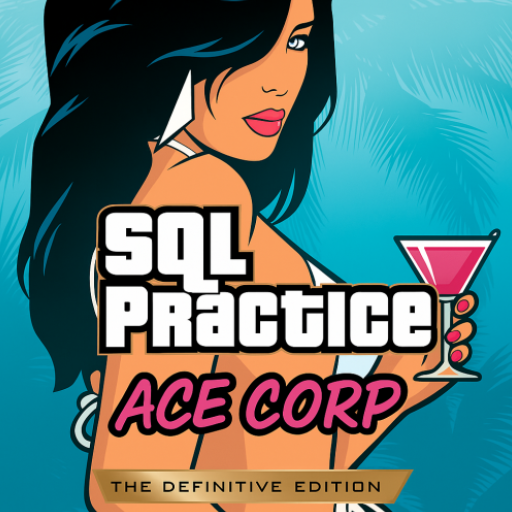 SQL
PRACTICE
ACE CORP
THE DEFINITIVE EDITION